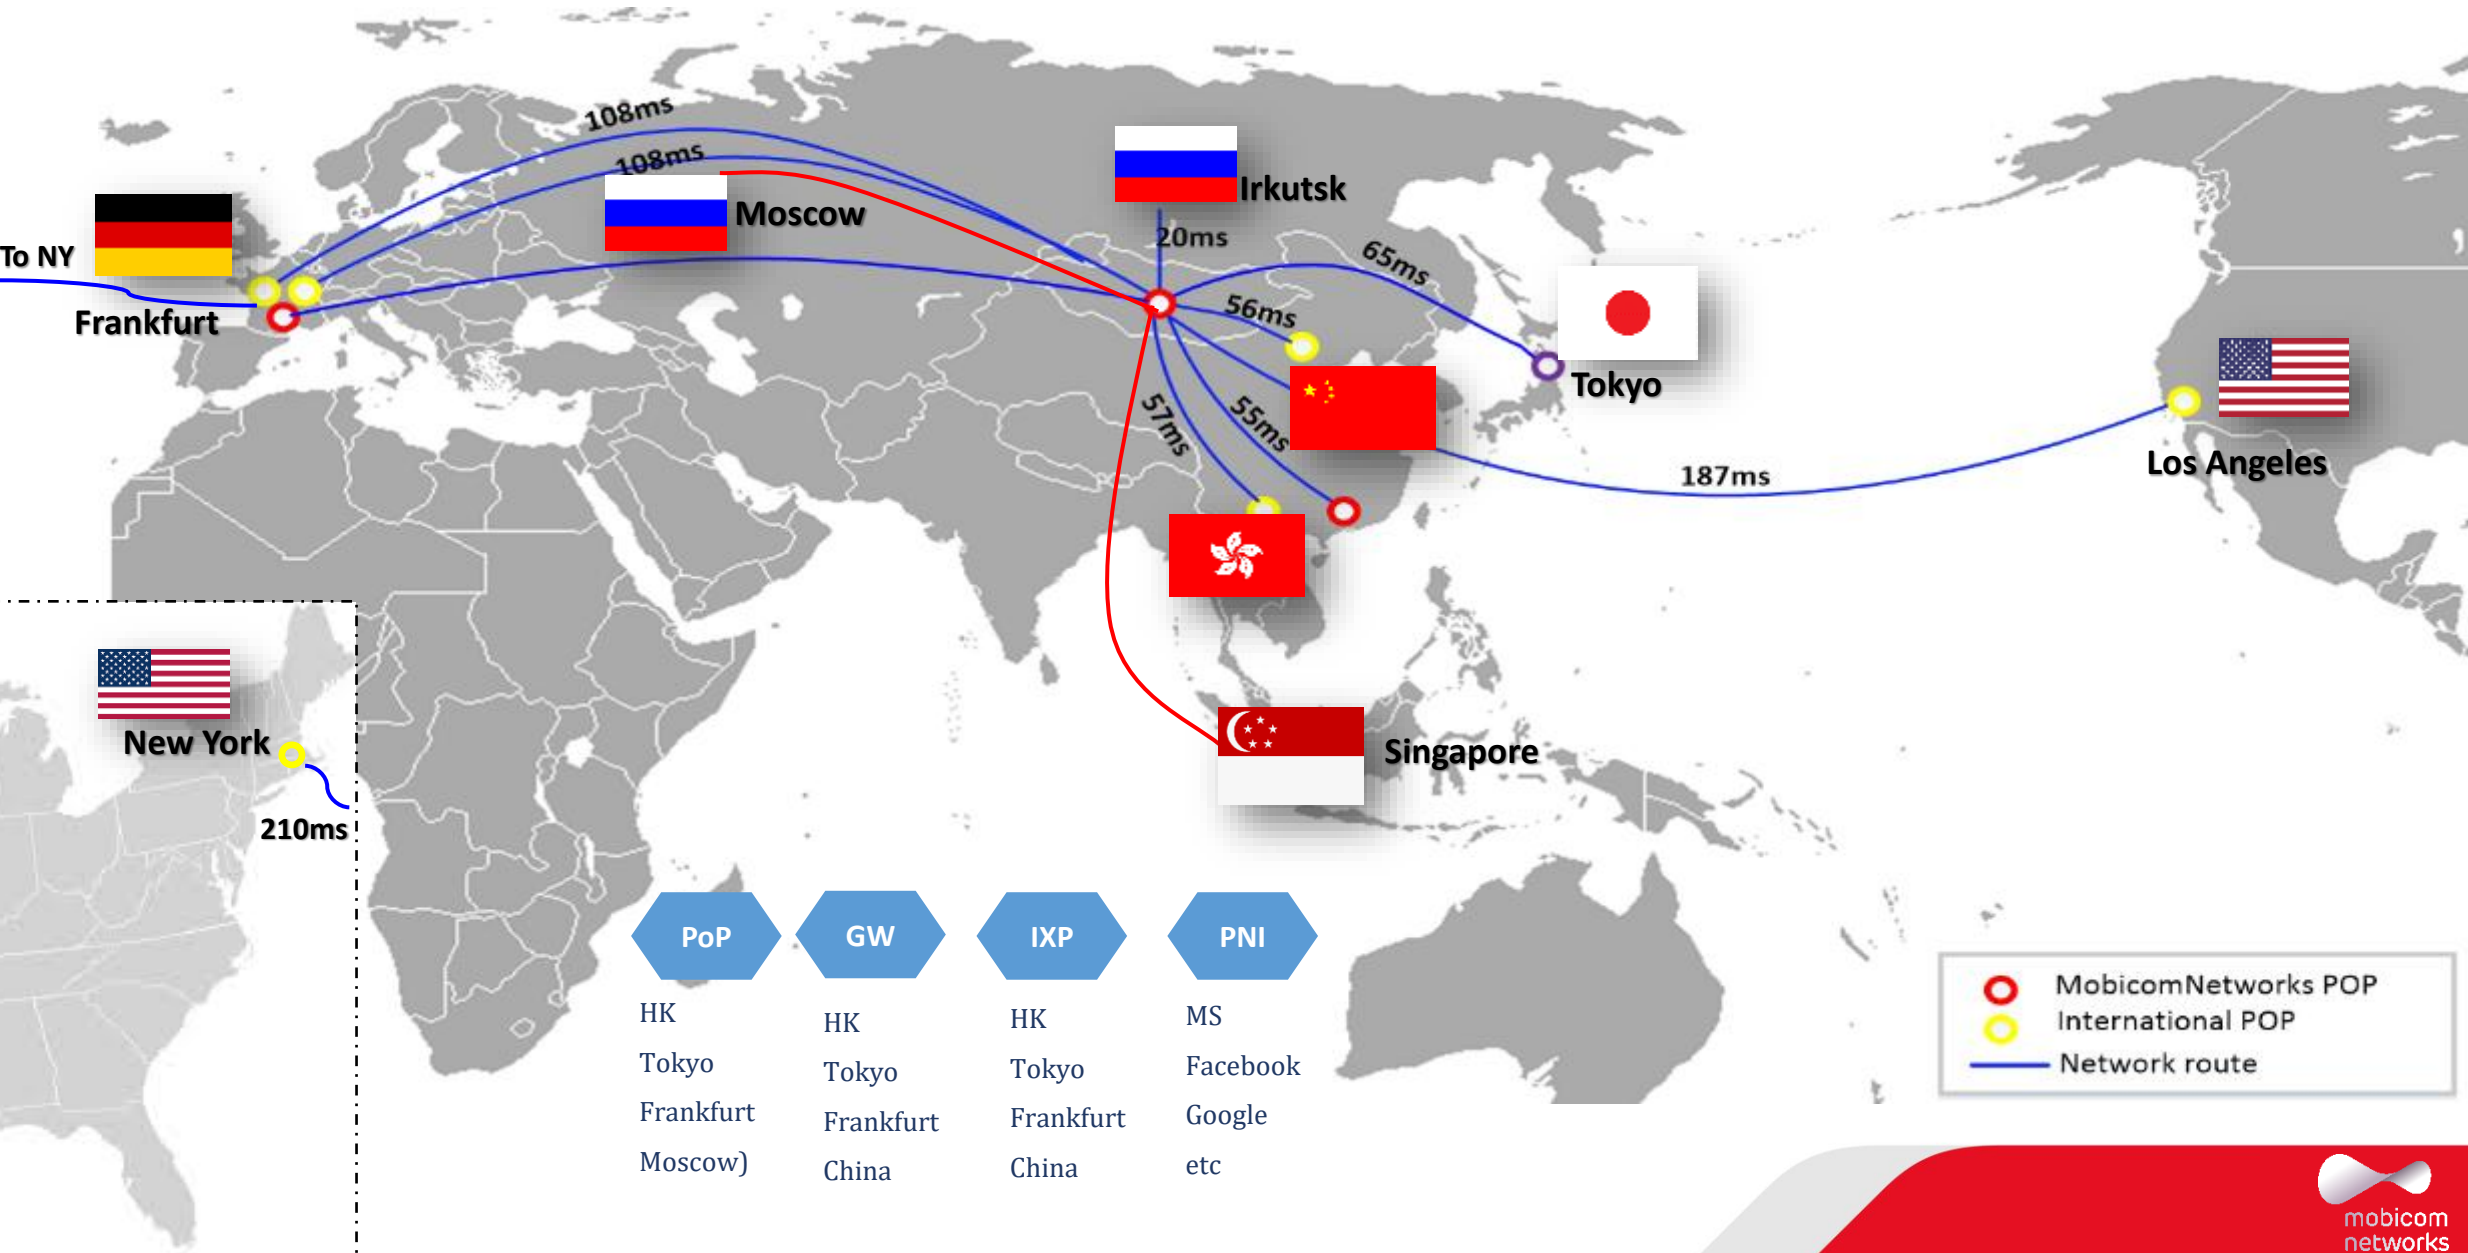 108ms
108ms
Moscow
Irkutsk
20ms
65ms
To NY
Frankfurt
56ms
Tokyo
57ms
55ms
187ms
Los Angeles
New York
210ms
Singapore
PoP
HK
Tokyo
Frankfurt
Moscow)
GW
HK
Tokyo
Frankfurt
China
IXP
HK
Tokyo
Frankfurt
China
PNI
MS
Facebook
Google
etc
MobicomNetworks POP
International POP
Network route
mobicom
networks